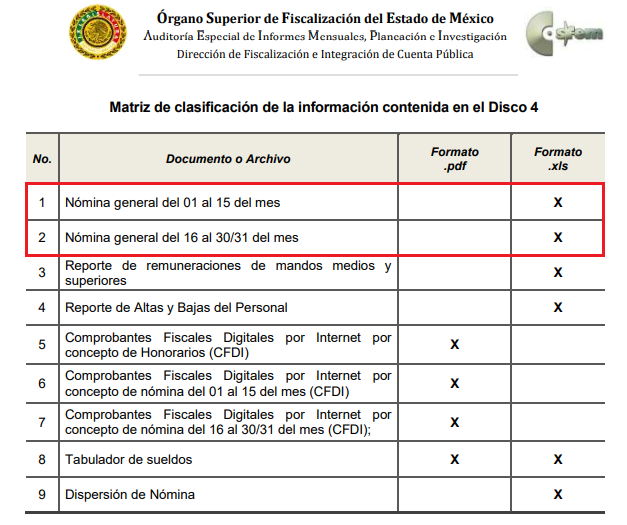 Órgano Superior de Fiscalización del Estado de México
Auditoría Especial de Informes Mensuales, Planeación e Investigación
Dirección de Fiscalización e Integración de Cuenta Pública
osfem
Matriz de clasificación de la información contenida en el Disco 4
No. Documento o Archivo Formato .pdf Formato .xls
1 Nómina general del 01 al 15 del mes X
2 Nómina general del 16 al 30/31 del mes X
3 Reporte de remuneraciones de mandos medios y
superiores X
4 Reporte de Altas y Bajas del Personal X
5 Comprobantes Fiscales Digitales por Internet por
concepto de Honorarios (CFDI) X
6 Comprobantes Fiscales Digitales por Internet por
concepto de nómina del 01 al 15 del mes (CFDI) X
7 Comprobantes Fiscales Digitales por Internet por
concepto de nómina del 16 al 30/31 del mes (CFDI); X
8 Tabulador de sueldos X X
9 Dispersión de Nómina X